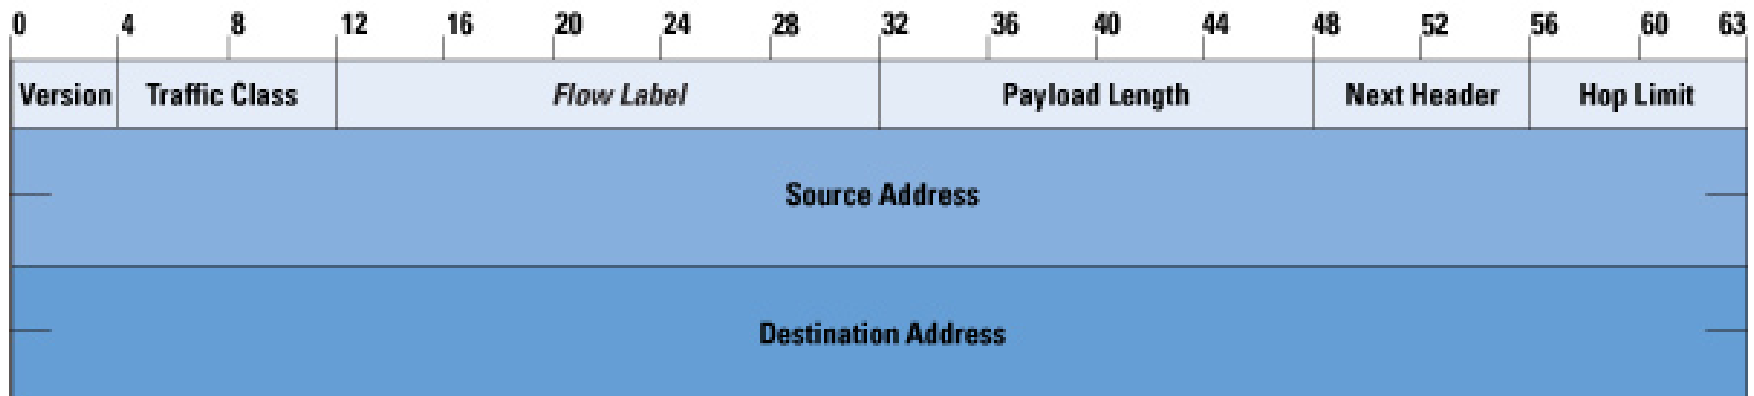 0 4 8 12 16 20 24 28 32 36 40 44 48 52 56 60 63
Version Traffic Class Flow Label Payload Length Next Header Hop Limit
Source Address
Destination Address